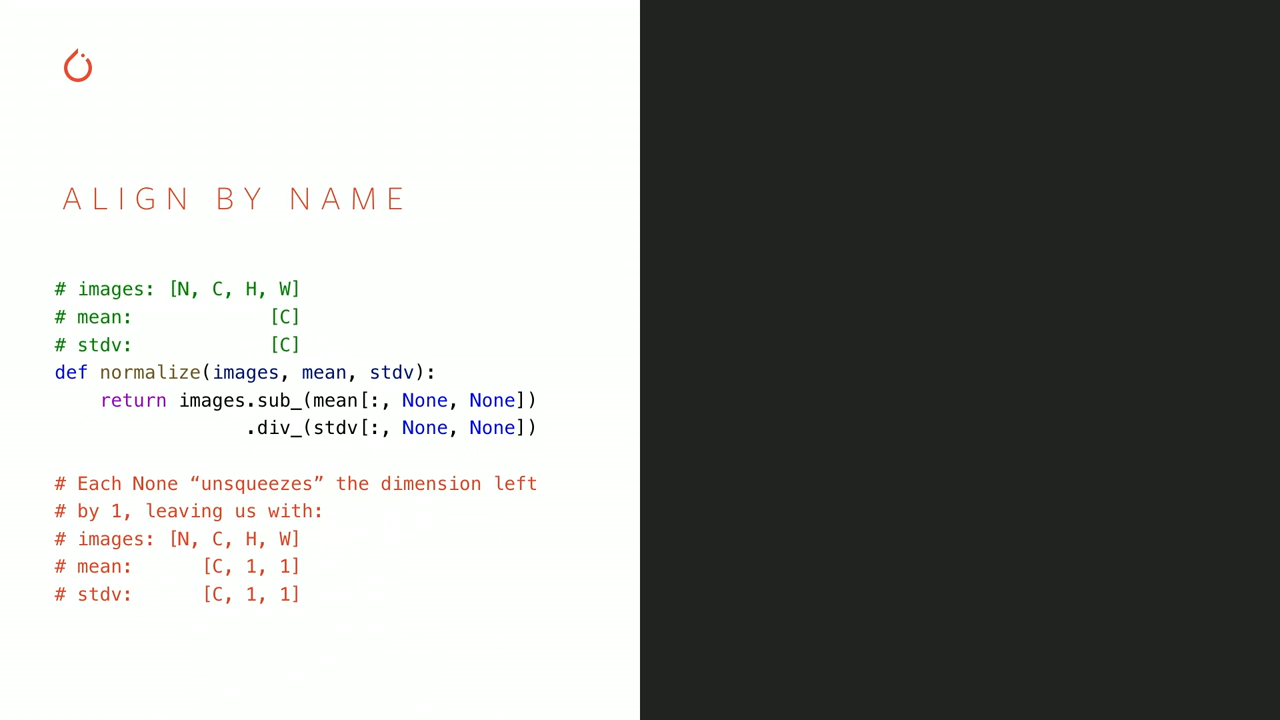 ALIGN BY NAME
# images: [N, C, H, W]
# mean:            [C]
# stdv:            [C]
def normalize(images, mean, stdv):
    return images.sub_(mean[:, None, None])
                 .div_(stdv[:, None, None])
# Each None “unsqueezes” the dimension left
# by 1, leaving us with:
# images: [N, C, H, W]
# mean:      [C, 1, 1]
# stdv:      [C, 1, 1]